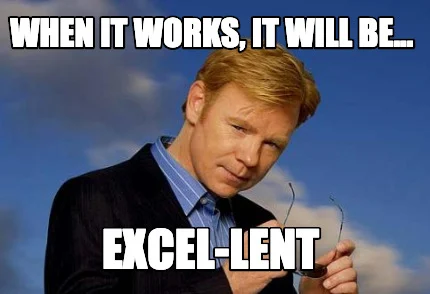 WHEN IT WORKS, IT WILL BE...
EXCEL-LENT